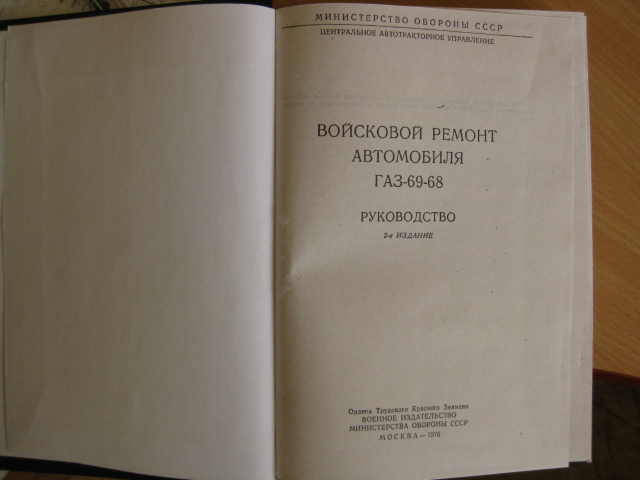 МИНИСТЕРСТВО ОБОРОНЫ СССР
ЦЕНТРАЛЬНОЕ АВТОТРАКТОРНОЕ УПРАВЛЕНИЕ
ВОЙСКОВОЙ РЕМОНТ
АВТОМОБИЛЯ
ГАЗ-69-68
РУКОВОДСТВО
2-е ИЗДАНИЕ
Ордена Трудового Красного Знамени
ВОЕННОЕ ИЗДАТЕЛЬСТВО
МИНИСТЕРСТВА ОБОРОНЫ СССР
МОСКВА — 1976